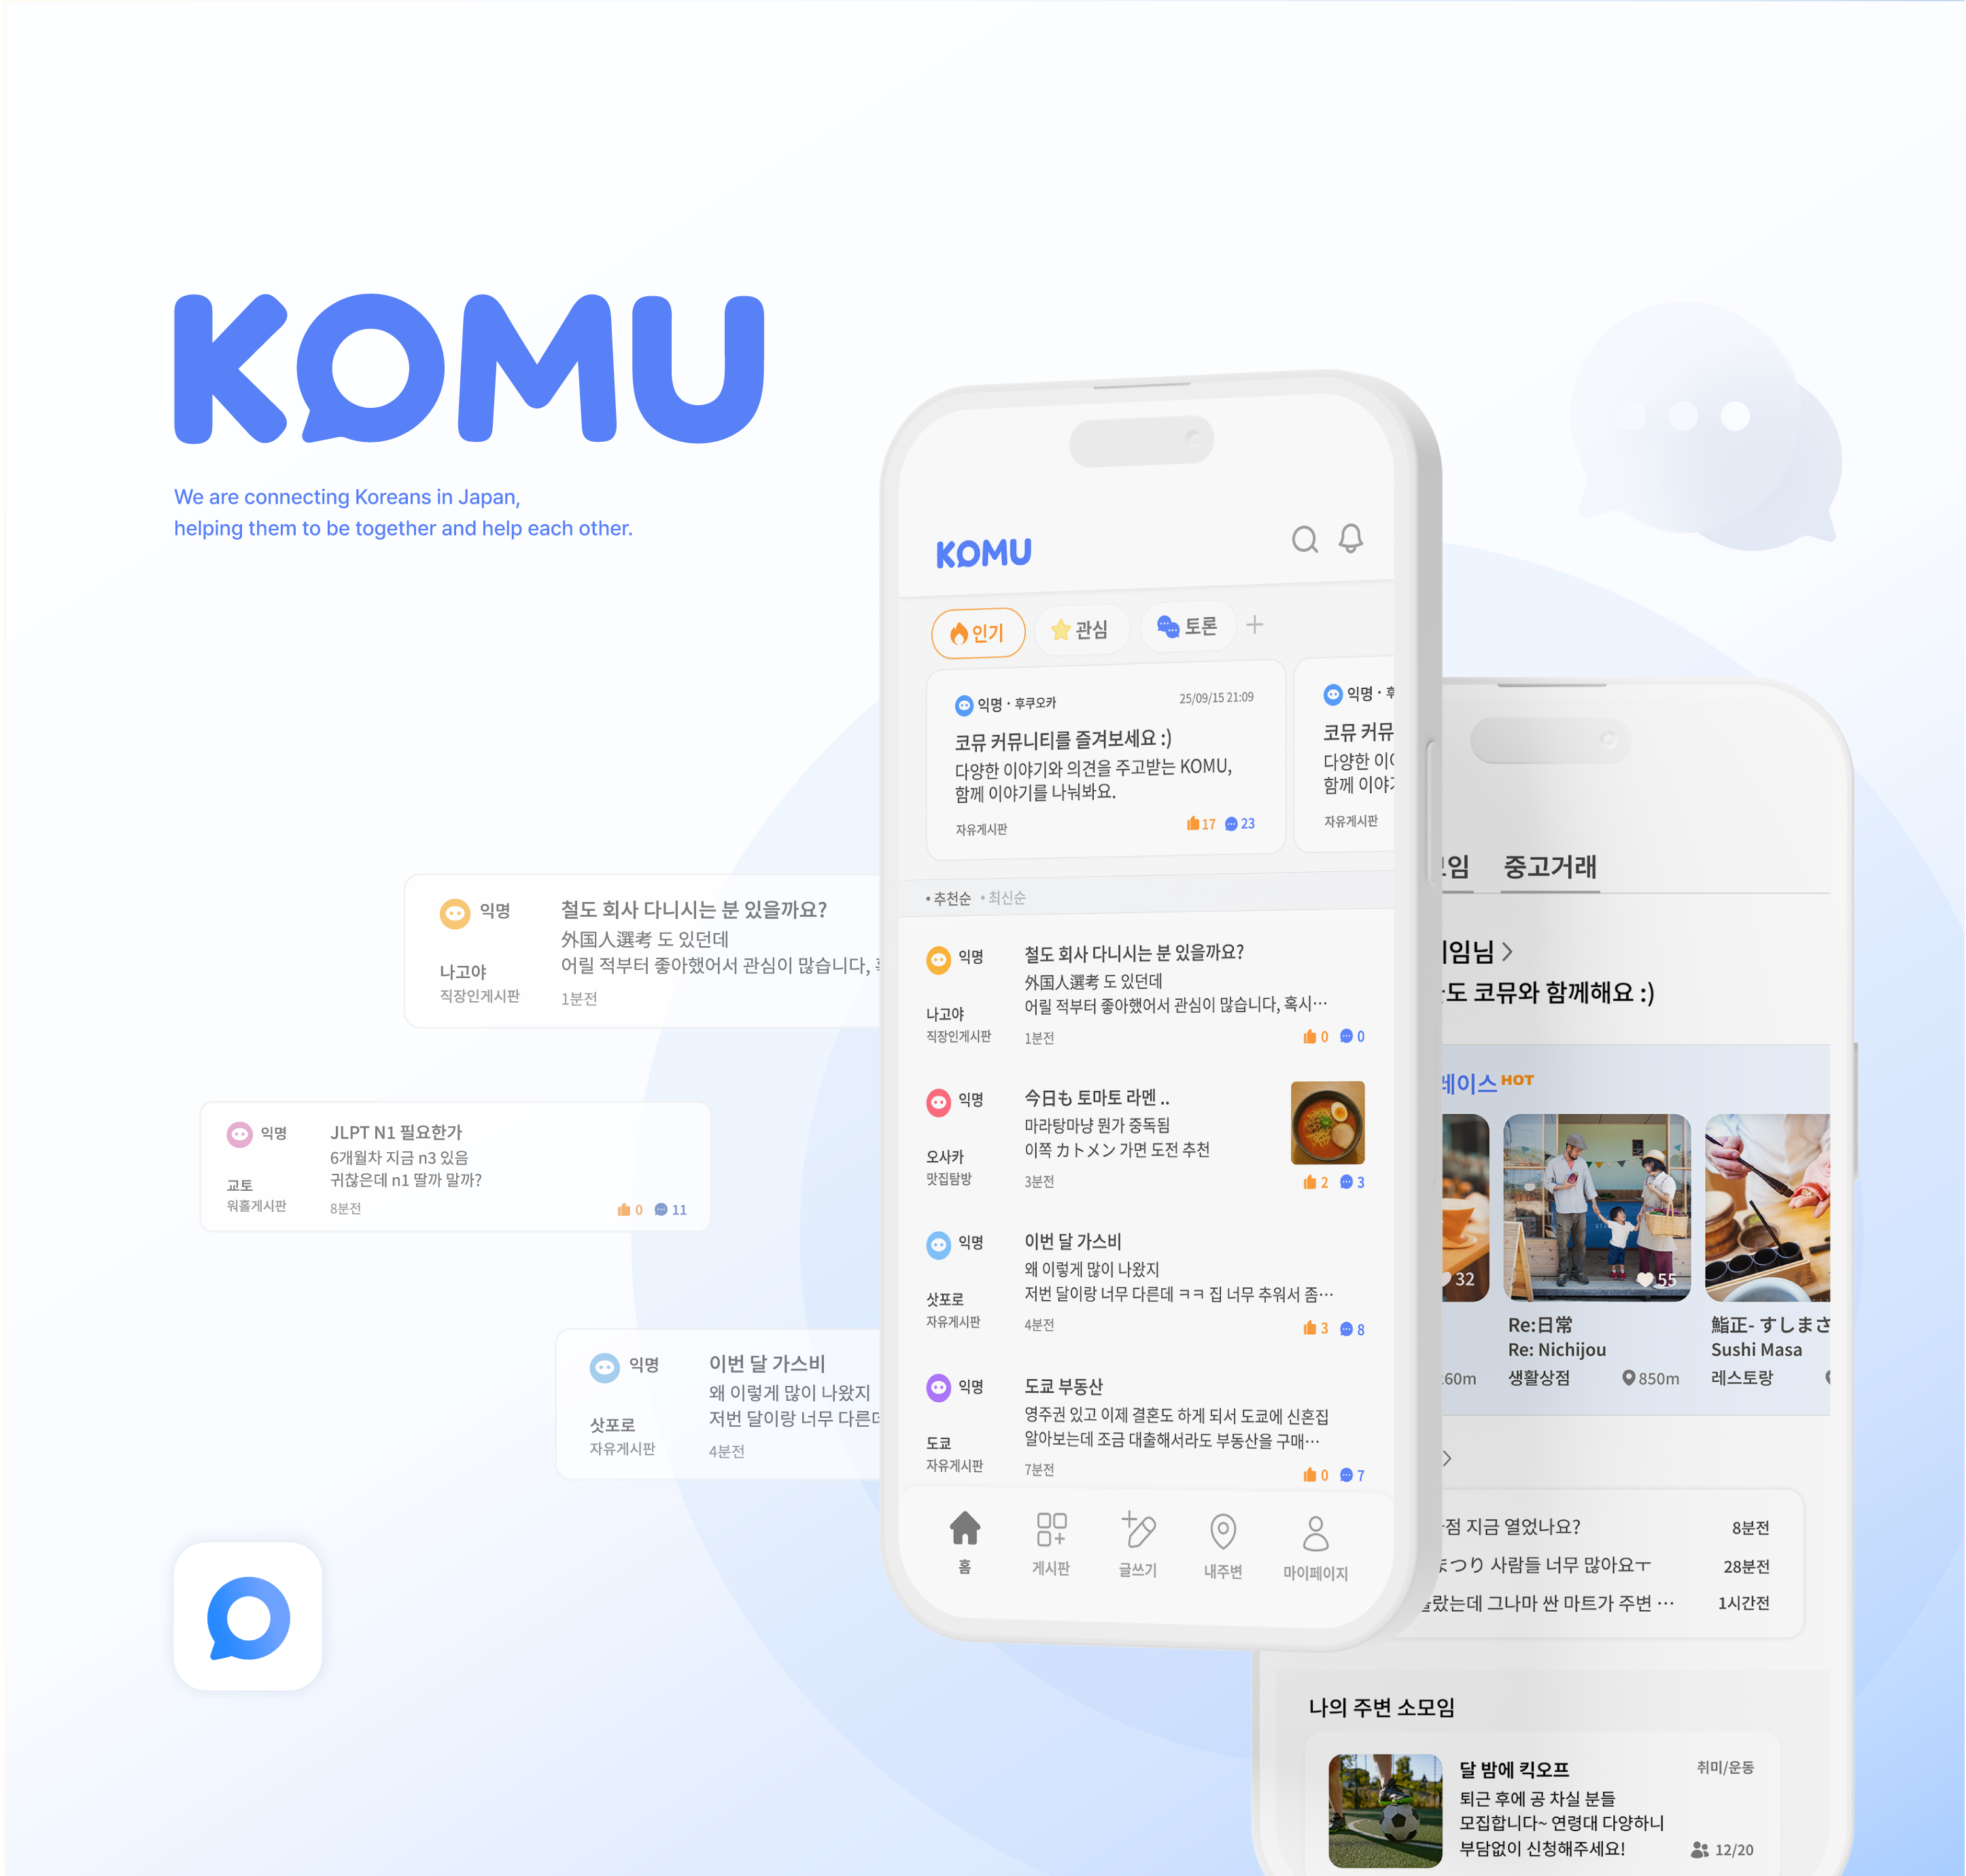 KOMU
We are connecting Koreans in Japan,
helping them to be together and help each other.
익명
철도 회사 다니시는 분 있을까요?
外国人選考 도 있던데
어릴 적부터 좋아했어서 관심이 많습니다,
나고야
직장인게시판
1분전
익명
JLPT N1 필요한가
6개월차 지금 n3 있음
귀찮은데 n1 딸까 말까?
교토
워홀게시판
8분전
0
11
익명
이번 달 가스비
왜 이렇게 많이 나왔지
저번 달이랑 너무 다른데
삿포로
자유게시판
4분전
KOMU
인기
관심
토론
익명 · 후쿠오카
25/09/15 21:09
코뮤 커뮤니티를 즐겨보세요 :)
다양한 이야기와 의견을 주고받는 KOMU,
함께 이야기를 나눠봐요.
자유게시판
17
23
익명 ·
코뮤 커뮤
다양한
함께
자유게시판
• 추천순
• 최신순
익명
철도 회사 다니시는 분 있을까요?
外国人選考 도 있던데
어릴 적부터 좋아했어서 관심이 많습니다, 혹시…
나고야
직장인게시판
1분전
0
0
익명
今日も 토마토 라멘 ..
마라탕마냥 뭔가 중독됨
이쪽 カトメン 가면 도전 추천
오사카
맛집탐방
3분전
2
3
익명
이번 달 가스비
왜 이렇게 많이 나왔지
저번 달이랑 너무 다른데 ㅋㅋ 집 너무 추워서 좀…
삿포로
자유게시판
4분전
3
8
익명
도쿄 부동산
영주권 있고 이제 결혼도 하게 되서 도쿄에 신혼집
알아보는데 조금 대출해서라도 부동산을 구매…
도쿄
자유게시판
7분전
0
7
홈
게시판
글쓰기
내주변
마이페이지
임
중고거래
임님
도 코뮤와 함께해요 :)
레이스 HOT
32
55
60m
Re:日常
Re: Nichijou
생활상점
850m
鮨正- すしまさ
Sushi Masa
레스토랑
점 지금 열었나요?
8분전
まつり 사람들 너무 많아요ㅜ
28분전
랐는데 그나마 싼 마트가 주변 …
1시간전
나의 주변 소모임
달 밤에 킥오프
취미/운동
퇴근 후에 공 차실 분들
모집합니다~ 연령대 다양하니
부담없이 신청해주세요!
12/20